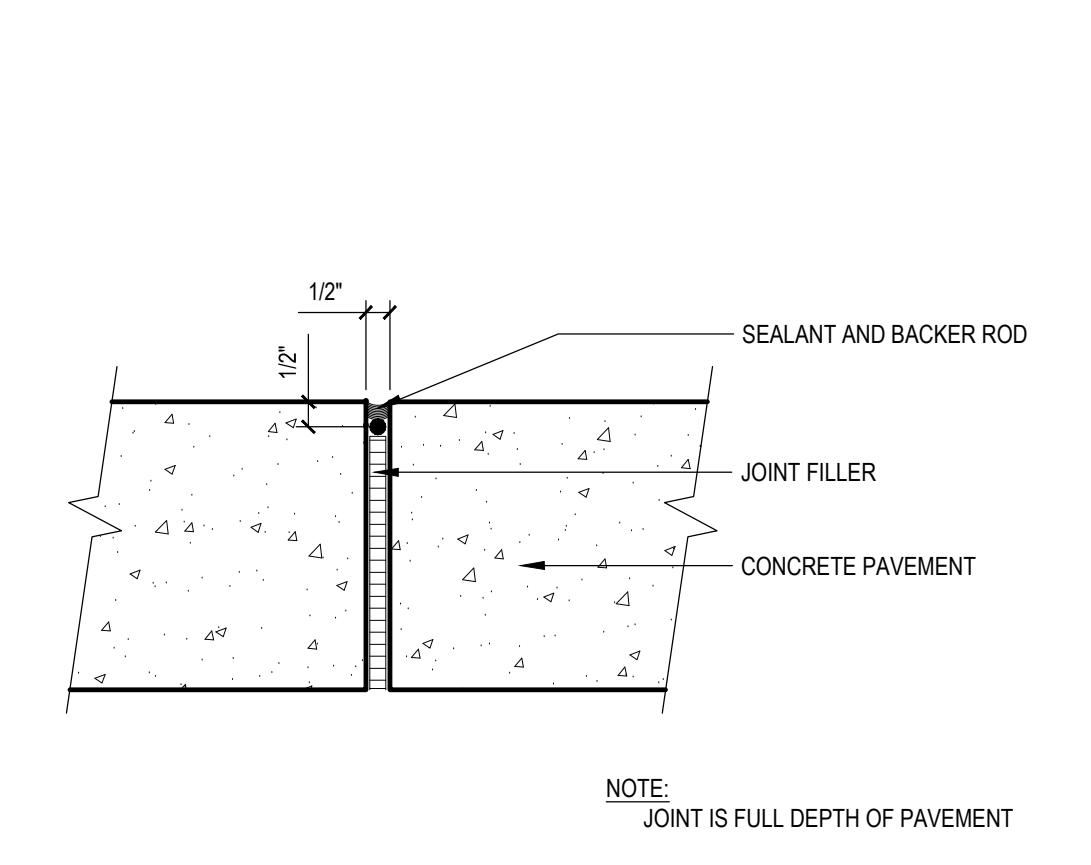 1/2"
1/2"
SEALANT AND BACKER ROD
JOINT FILLER
CONCRETE PAVEMENT
NOTE:
JOINT IS FULL DEPTH OF PAVEMENT